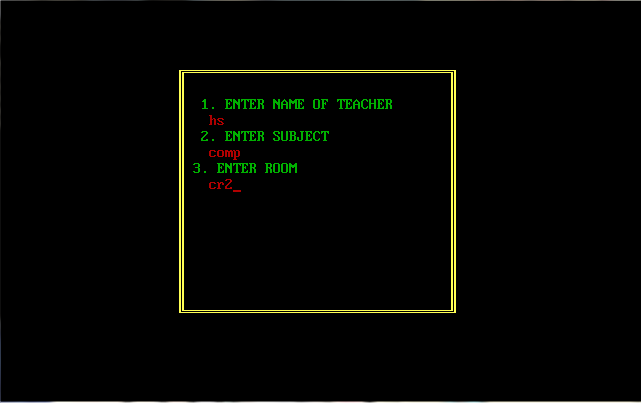 1. ENTER NAME OF TEACHER
hs
2. ENTER SUBJECT
comp
3. ENTER ROOM
cr2_